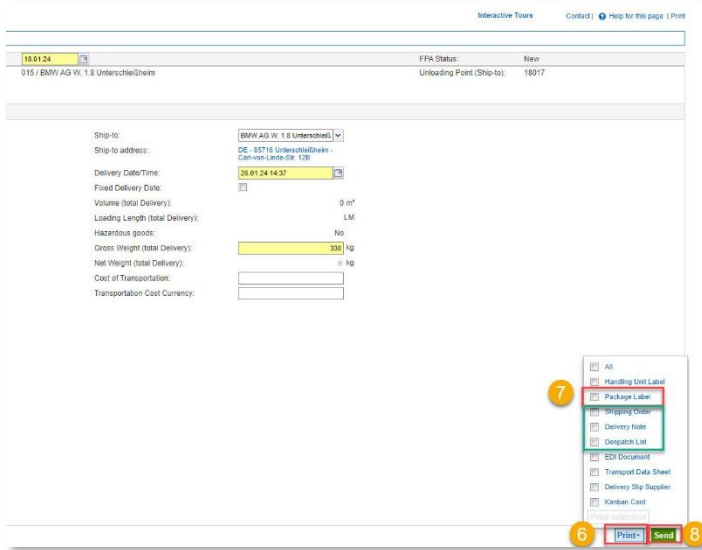 Interactive Tours Contact | Help for this page | Print
18.01.24 FPA Status: New
015 / BMW AG W. 1.8 Unterschleißheim Unloading Point (Ship-to): 18017
Ship-to: BMW AG W. 1.8 Unterschleiß
Ship-to address: DE - 85716 Unterschleißheim -
Carl-von-Linde-Str. 12B
Delivery Date/Time: 26.01.24 14:37
Fixed Delivery Date:
Volume (total Delivery): 0 m³
Loading Length (total Delivery): LM
Hazardous goods: No
Gross Weight (total Delivery): 330 kg
Net Weight (total Delivery): 0 kg
Cost of Transportation:
Transportation Cost Currency:
All
Handling Unit Label
7 Package Label
Shipping Order
Delivery Note
Despatch List
EDI Document
Transport Data Sheet
Delivery Slip Supplier
Kanban Card
Print selection
6 Print Send 8